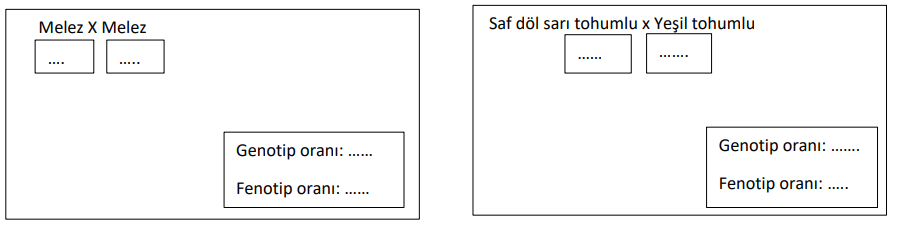 Melez X Melez
…. …..
Genotip oranı: ……
Fenotip oranı: ……
Saf döl sarı tohumlu x Yeşil tohumlu
…… …….
Genotip oranı: …….
Fenotip oranı: …..